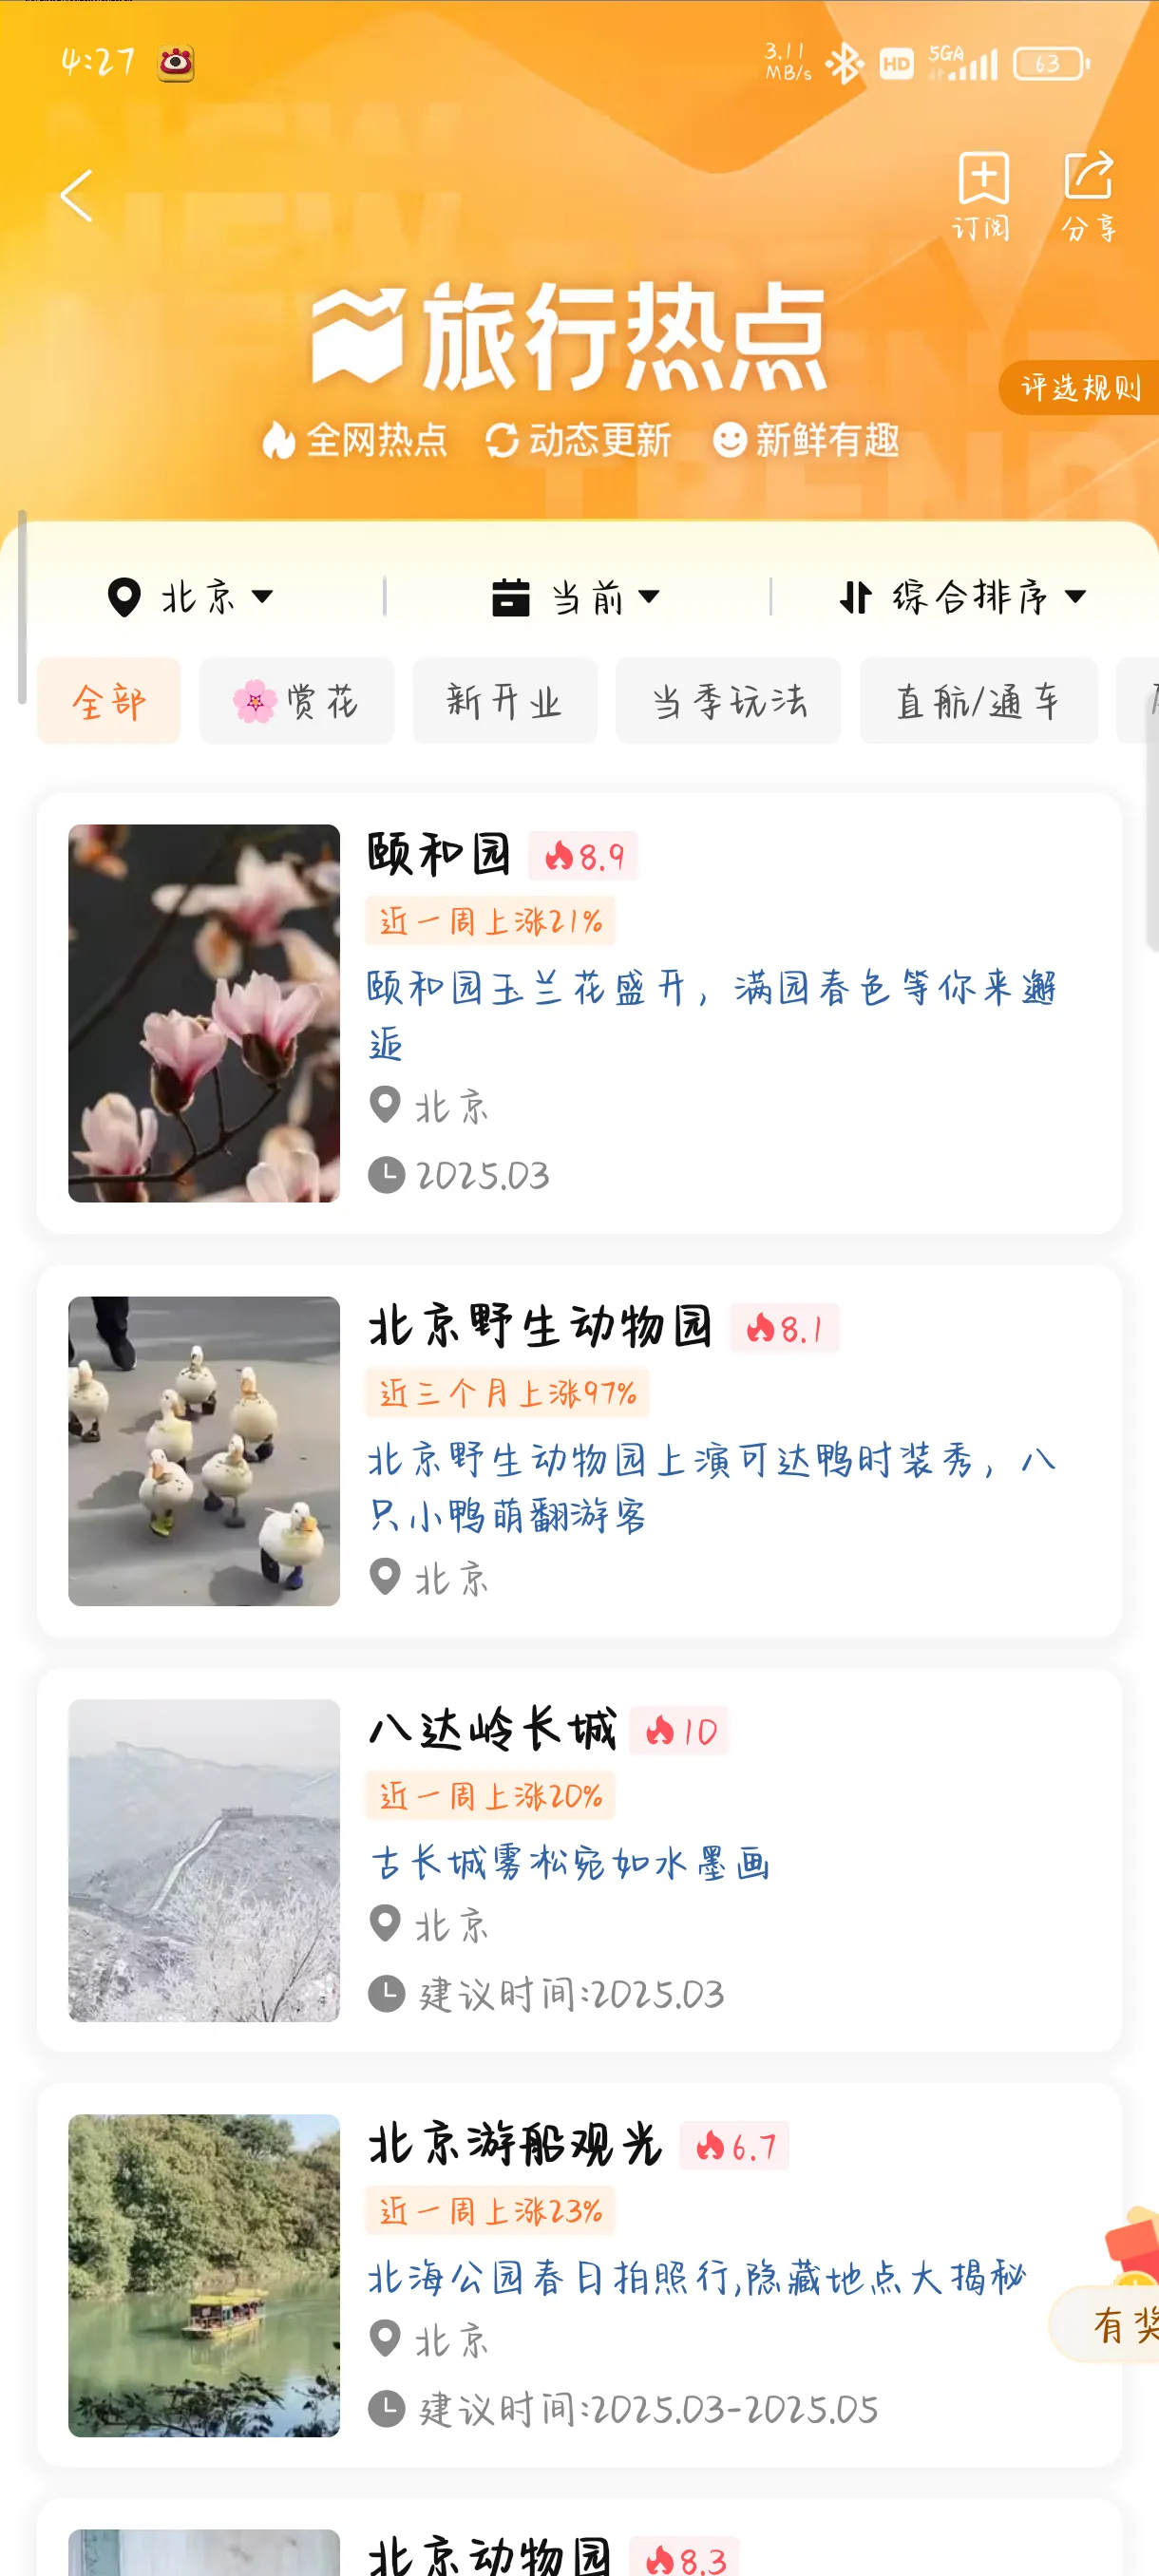 4:27
3.11
MB/s
HD
5GA
63
订阅
分享
旅行热点
评选规则
全网热点 动态更新 新鲜有趣
北京 当前 综合排序
全部 赏花 新开业 当季玩法 直航/通车
颐和园 8.9
近一周上涨21%
颐和园玉兰花盛开，满园春色等你来邂
逅
北京
2025.03
北京野生动物园 8.1
近三个月上涨97%
北京野生动物园上演可达鸭时装秀，八
只小鸭萌翻游客
北京
八达岭长城 10
近一周上涨20%
古长城雾凇宛如水墨画
北京
建议时间:2025.03
北京游船观光 6.7
近一周上涨23%
北海公园春日拍照行,隐藏地点大揭秘
北京
有奖
建议时间:2025.03-2025.05
北京动物园 8.3